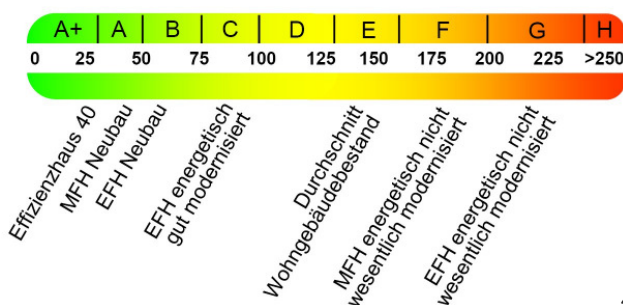 A+ A B C D E F G H
0 25 50 75 100 125 150 175 200 225 >250
Effizienzhaus 40
MFH Neubau
EFH Neubau
EFH energetisch
gut modernisiert
Durchschnitt
Wohngebäudebestand
MFH energetisch nicht
wesentlich modernisiert
EFH energetisch nicht
wesentlich modernisiert